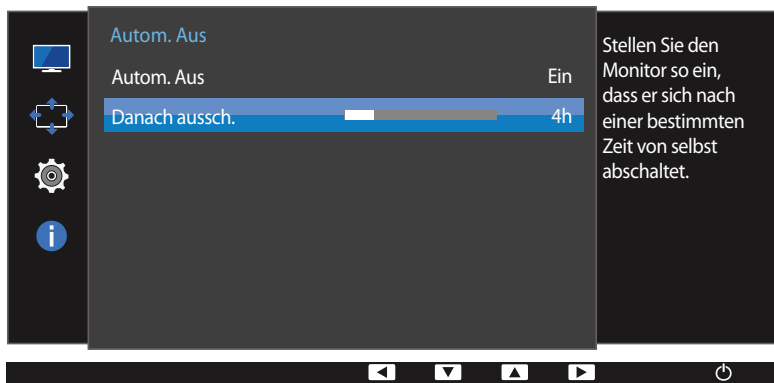 Autom. Aus
Autom. Aus Ein
Danach aussch. 4h
Stellen Sie den
Monitor so ein,
dass er sich nach
einer bestimmten
Zeit von selbst
abschaltet.